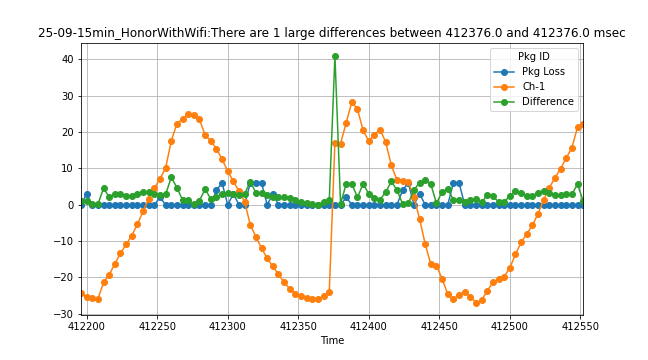 25-09-15min_HonorWithWifi:There are 1 large differences between 412376.0 and 412376.0 msec
Pkg ID
Pkg Loss
Ch-1
Difference
40
30
20
10
0
−10
−20
−30
412200 412250 412300 412350 412400 412450 412500 412550
Time